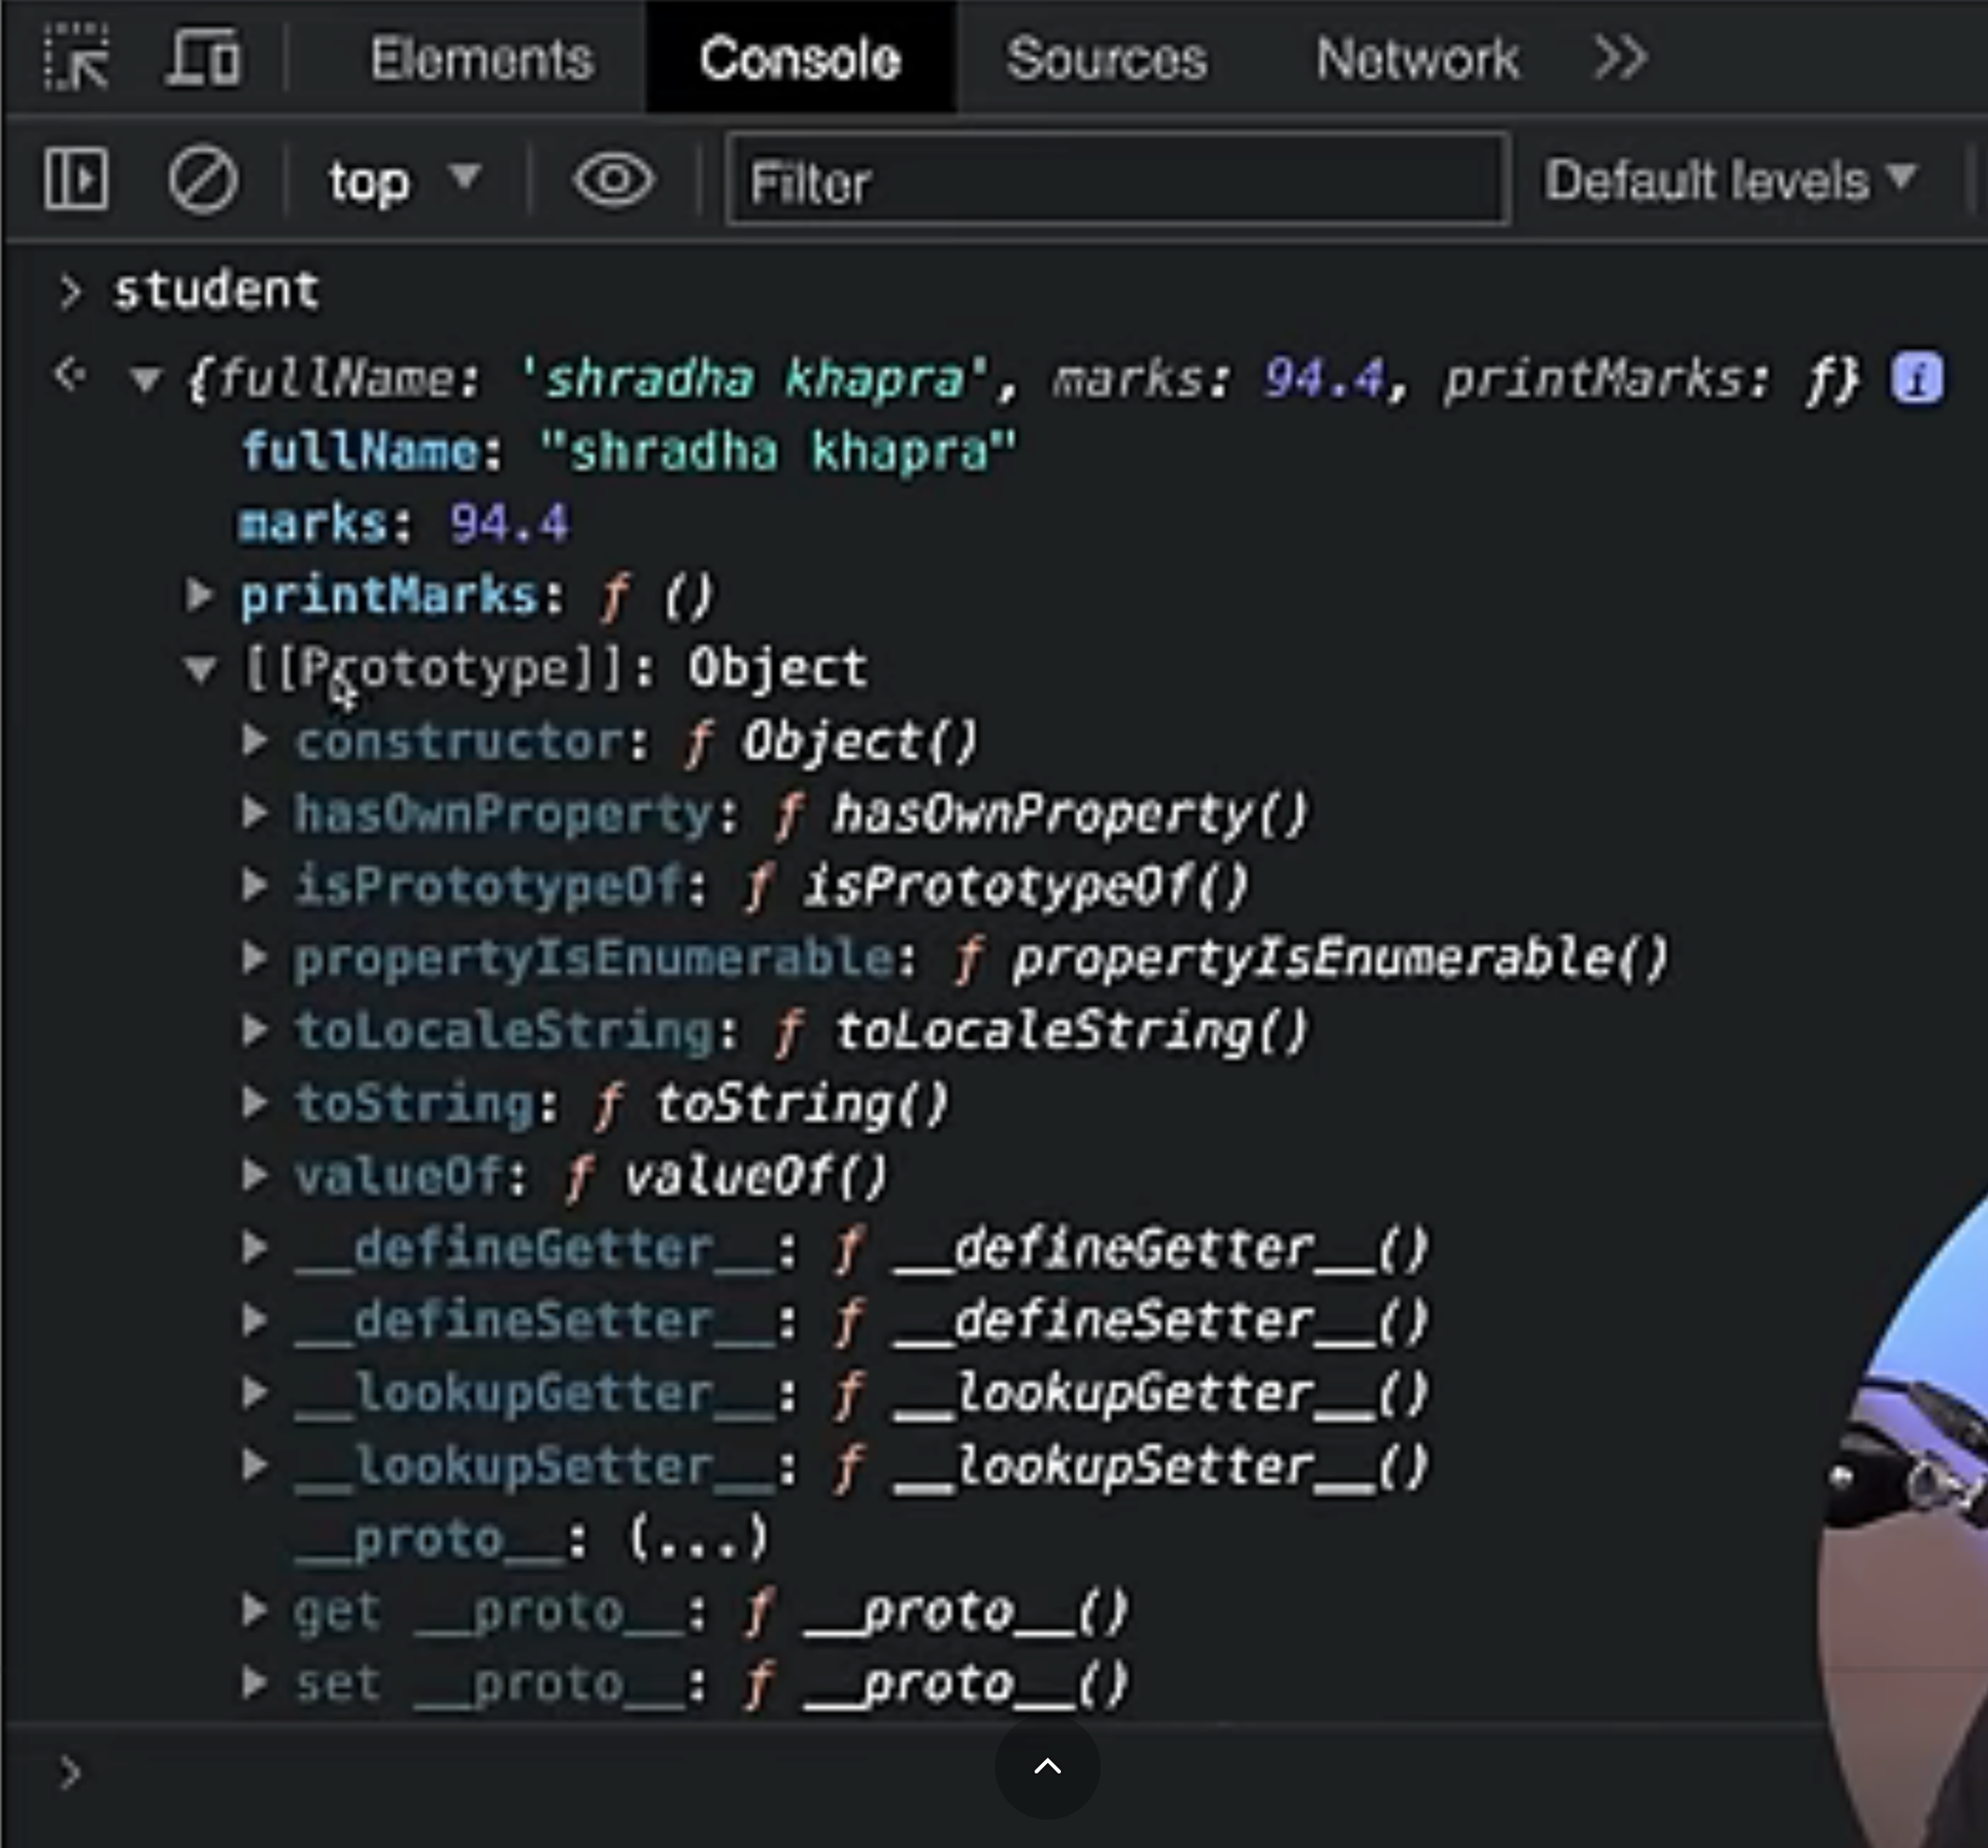 Elements Console Sources Network
top Filter Default levels
> student
{fullName: 'shradha khapra', marks: 94.4, printMarks: ƒ} i
fullName: "shradha khapra"
marks: 94.4
printMarks: ƒ ()
[[Prototype]]: Object
constructor: ƒ Object()
hasOwnProperty: ƒ hasOwnProperty()
isPrototypeOf: ƒ isPrototypeOf()
propertyIsEnumerable: ƒ propertyIsEnumerable()
toLocaleString: ƒ toLocaleString()
toString: ƒ toString()
valueOf: ƒ valueOf()
__defineGetter__: ƒ __defineGetter__()
__defineSetter__: ƒ __defineSetter__()
__lookupGetter__: ƒ __lookupGetter__()
__lookupSetter__: ƒ __lookupSetter__()
__proto__: (...)
get __proto__: ƒ __proto__()
set __proto__: ƒ __proto__()
>